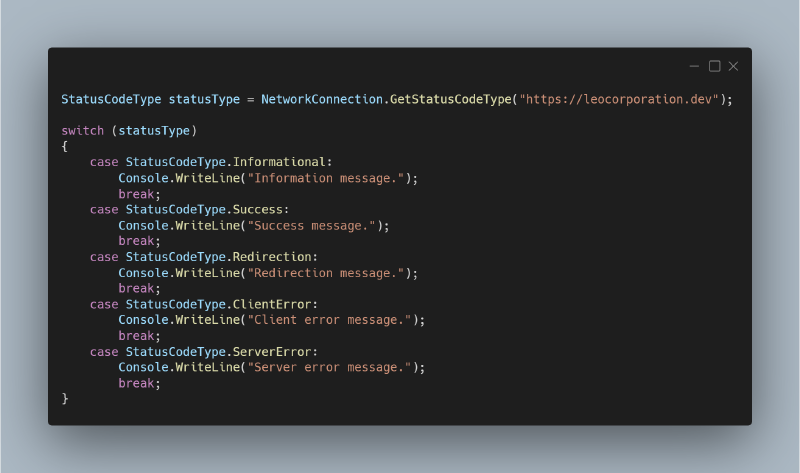 StatusCodeType statusType = NetworkConnection.GetStatusCodeType("https://leocorporation.dev");

switch (statusType)
{
    case StatusCodeType.Informational:
        Console.WriteLine("Information message.");
        break;
    case StatusCodeType.Success:
        Console.WriteLine("Success message.");
        break;
    case StatusCodeType.Redirection:
        Console.WriteLine("Redirection message.");
        break;
    case StatusCodeType.ClientError:
        Console.WriteLine("Client error message.");
        break;
    case StatusCodeType.ServerError:
        Console.WriteLine("Server error message.");
        break;
}